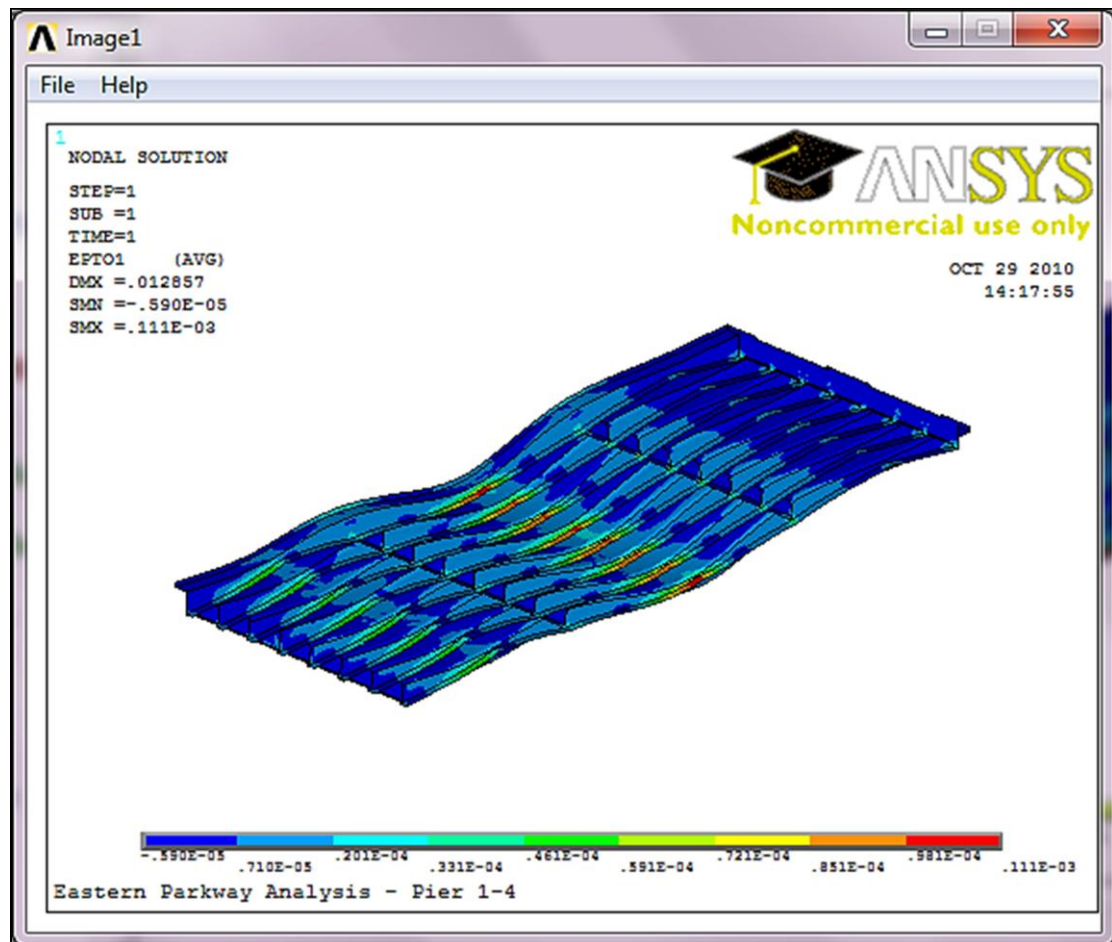 Image1
File Help
1
NODAL SOLUTION
STEP=1
SUB =1
TIME=1
EPTO1 (AVG)
DMX =.012857
SMN =-.590E-05
SMX =.111E-03
ANSYS
Noncommercial use only
OCT 29 2010
14:17:55
-.590E-05 .201E-04 .461E-04 .721E-04 .981E-04
.710E-05 .331E-04 .591E-04 .851E-04 .111E-03
Eastern Parkway Analysis - Pier 1-4